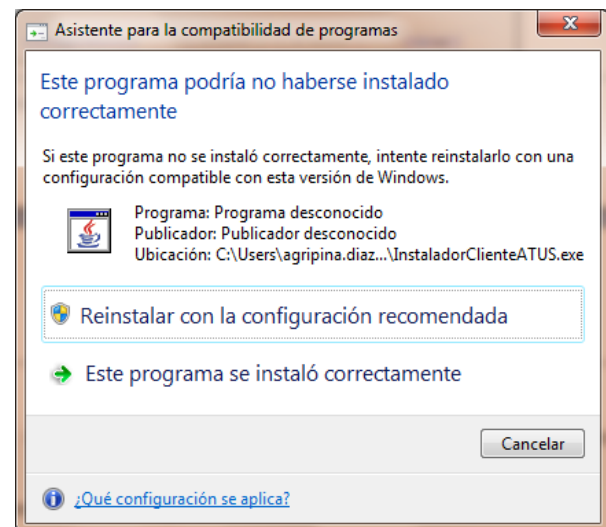 Asistente para la compatibilidad de programas
Este programa podría no haberse instalado
correctamente
Si este programa no se instaló correctamente, intente reinstalarlo con una
configuración compatible con esta versión de Windows.
Programa: Programa desconocido
Publicador: Publicador desconocido
Ubicación: C:\Users\agripina.diaz...\InstaladorClienteATUS.exe
Reinstalar con la configuración recomendada
Este programa se instaló correctamente
Cancelar
¿Qué configuración se aplica?